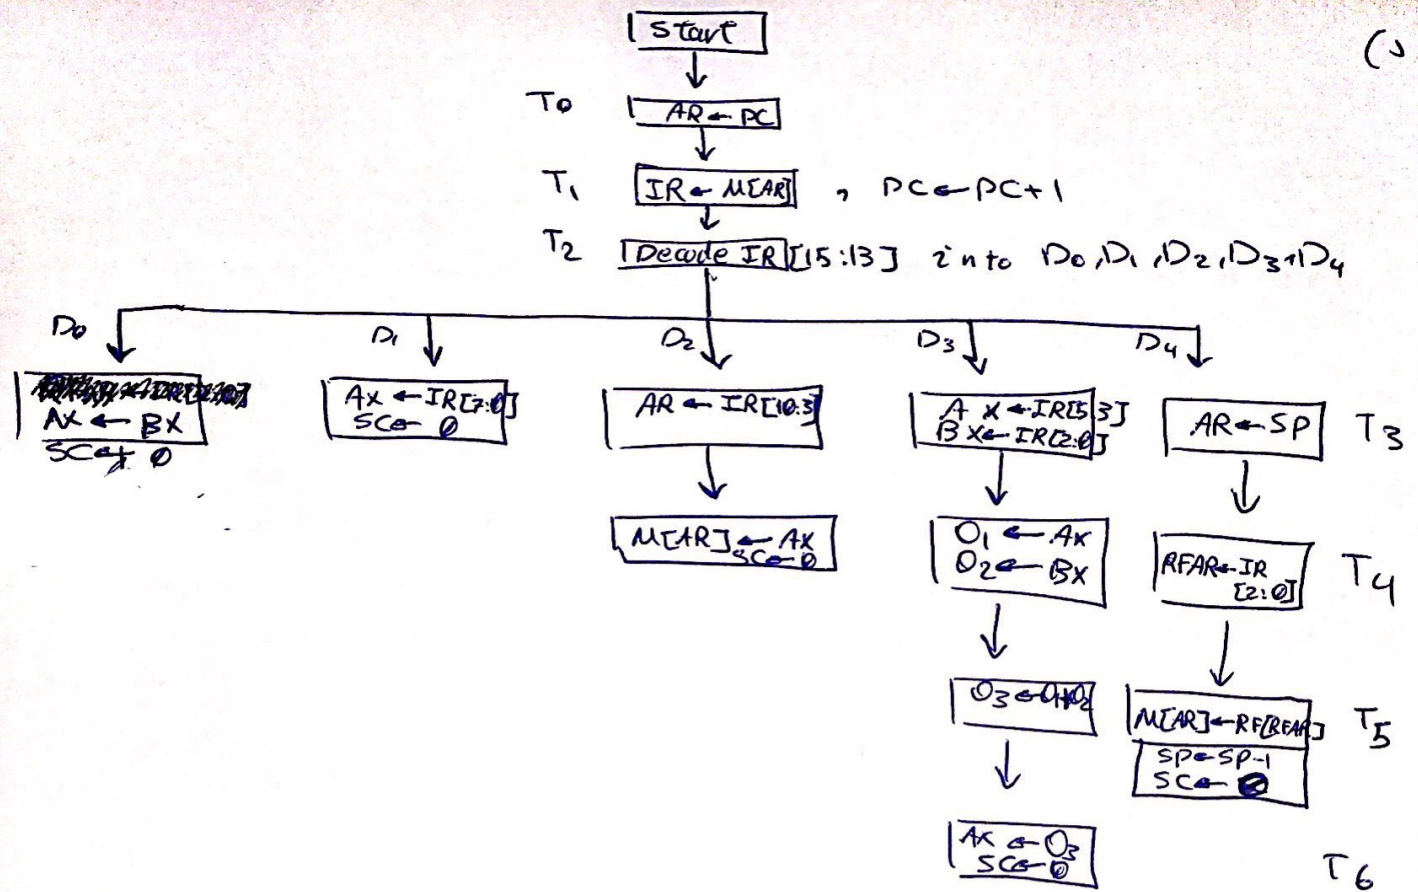 Start
T0 AR ← PC
T1 IR ← M[AR] , PC ← PC+1
T2 Decode IR[15:13] into D0, D1, D2, D3, D4
D0 D1 D2 D3 D4
AX ← BX
SC ← 0
AX ← IR[7:0]
SC ← 0
AR ← IR[10:3]
AX ← IR[5:3]
BX ← IR[2:0]
AR ← SP
T3
M[AR] ← AX
SC ← 0
O1 ← AX
O2 ← BX
RFAR ← IR
[2:0]
T4
O3 ← O1+O2
M[AR] ← RF[RFAR]
SP ← SP-1
SC ← 0
T5
AX ← O3
SC ← 0
T6